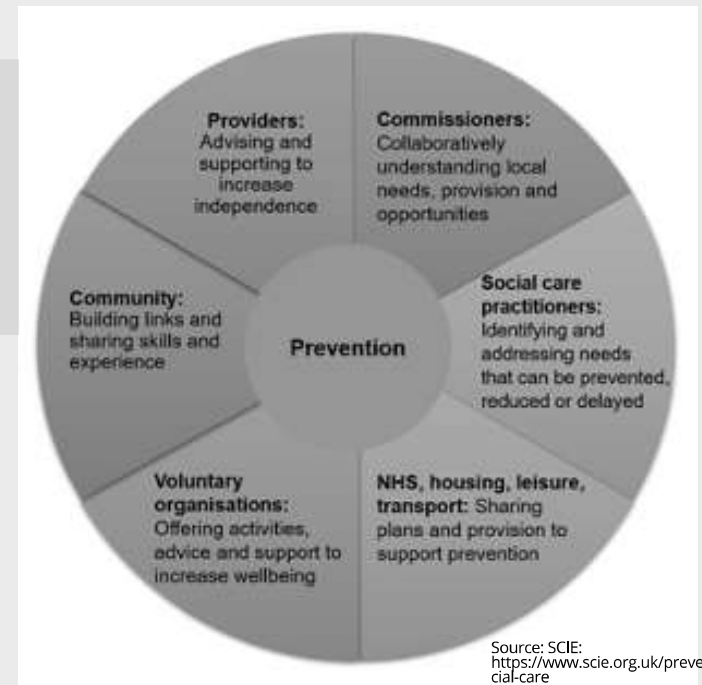 Providers:
Advising and
supporting to
increase
independence
Commissioners:
Collaboratively
understanding local
needs, provision and
opportunities
Social care
practitioners:
Identifying and
addressing needs
that can be prevented,
reduced or delayed
NHS, housing, leisure,
transport: Sharing
plans and provision to
support prevention
Voluntary
organisations:
Offering activities,
advice and support to
increase wellbeing
Community:
Building links and
sharing skills and
experience
Prevention
Source: SCIE:
https://www.scie.org.uk/preve
cial-care